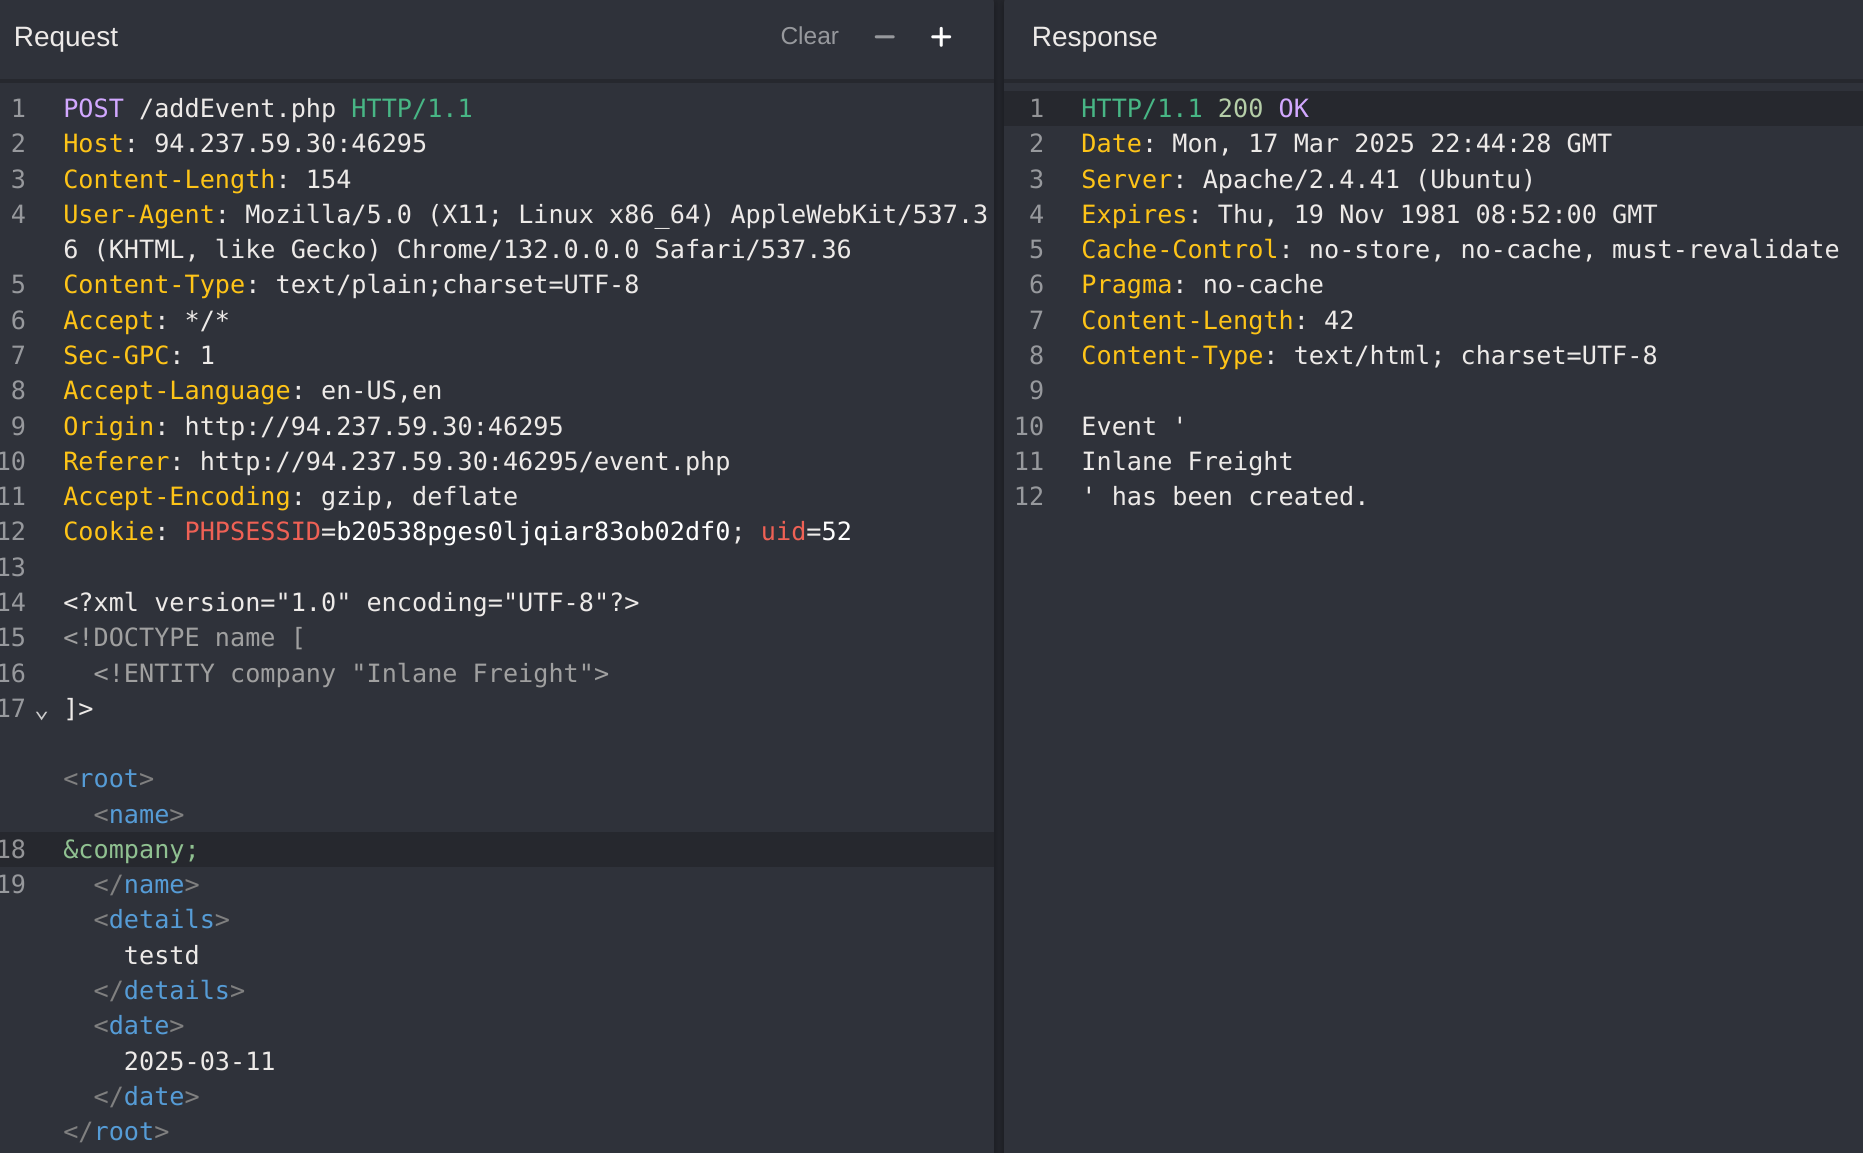 Request
Clear
1 POST /addEvent.php HTTP/1.1
2 Host: 94.237.59.30:46295
3 Content-Length: 154
4 User-Agent: Mozilla/5.0 (X11; Linux x86_64) AppleWebKit/537.3
6 (KHTML, like Gecko) Chrome/132.0.0.0 Safari/537.36
5 Content-Type: text/plain;charset=UTF-8
6 Accept: */*
7 Sec-GPC: 1
8 Accept-Language: en-US,en
9 Origin: http://94.237.59.30:46295
10 Referer: http://94.237.59.30:46295/event.php
11 Accept-Encoding: gzip, deflate
12 Cookie: PHPSESSID=b20538pges0ljqiar83ob02df0; uid=52
13
14 <?xml version="1.0" encoding="UTF-8"?>
15 <!DOCTYPE name [
16   <!ENTITY company "Inlane Freight">
17 ]>
<root>
  <name>
18 &company;
19   </name>
  <details>
    testd
  </details>
  <date>
    2025-03-11
  </date>
</root>
Response
1 HTTP/1.1 200 OK
2 Date: Mon, 17 Mar 2025 22:44:28 GMT
3 Server: Apache/2.4.41 (Ubuntu)
4 Expires: Thu, 19 Nov 1981 08:52:00 GMT
5 Cache-Control: no-store, no-cache, must-revalidate
6 Pragma: no-cache
7 Content-Length: 42
8 Content-Type: text/html; charset=UTF-8
9
10 Event '
11 Inlane Freight
12 ' has been created.